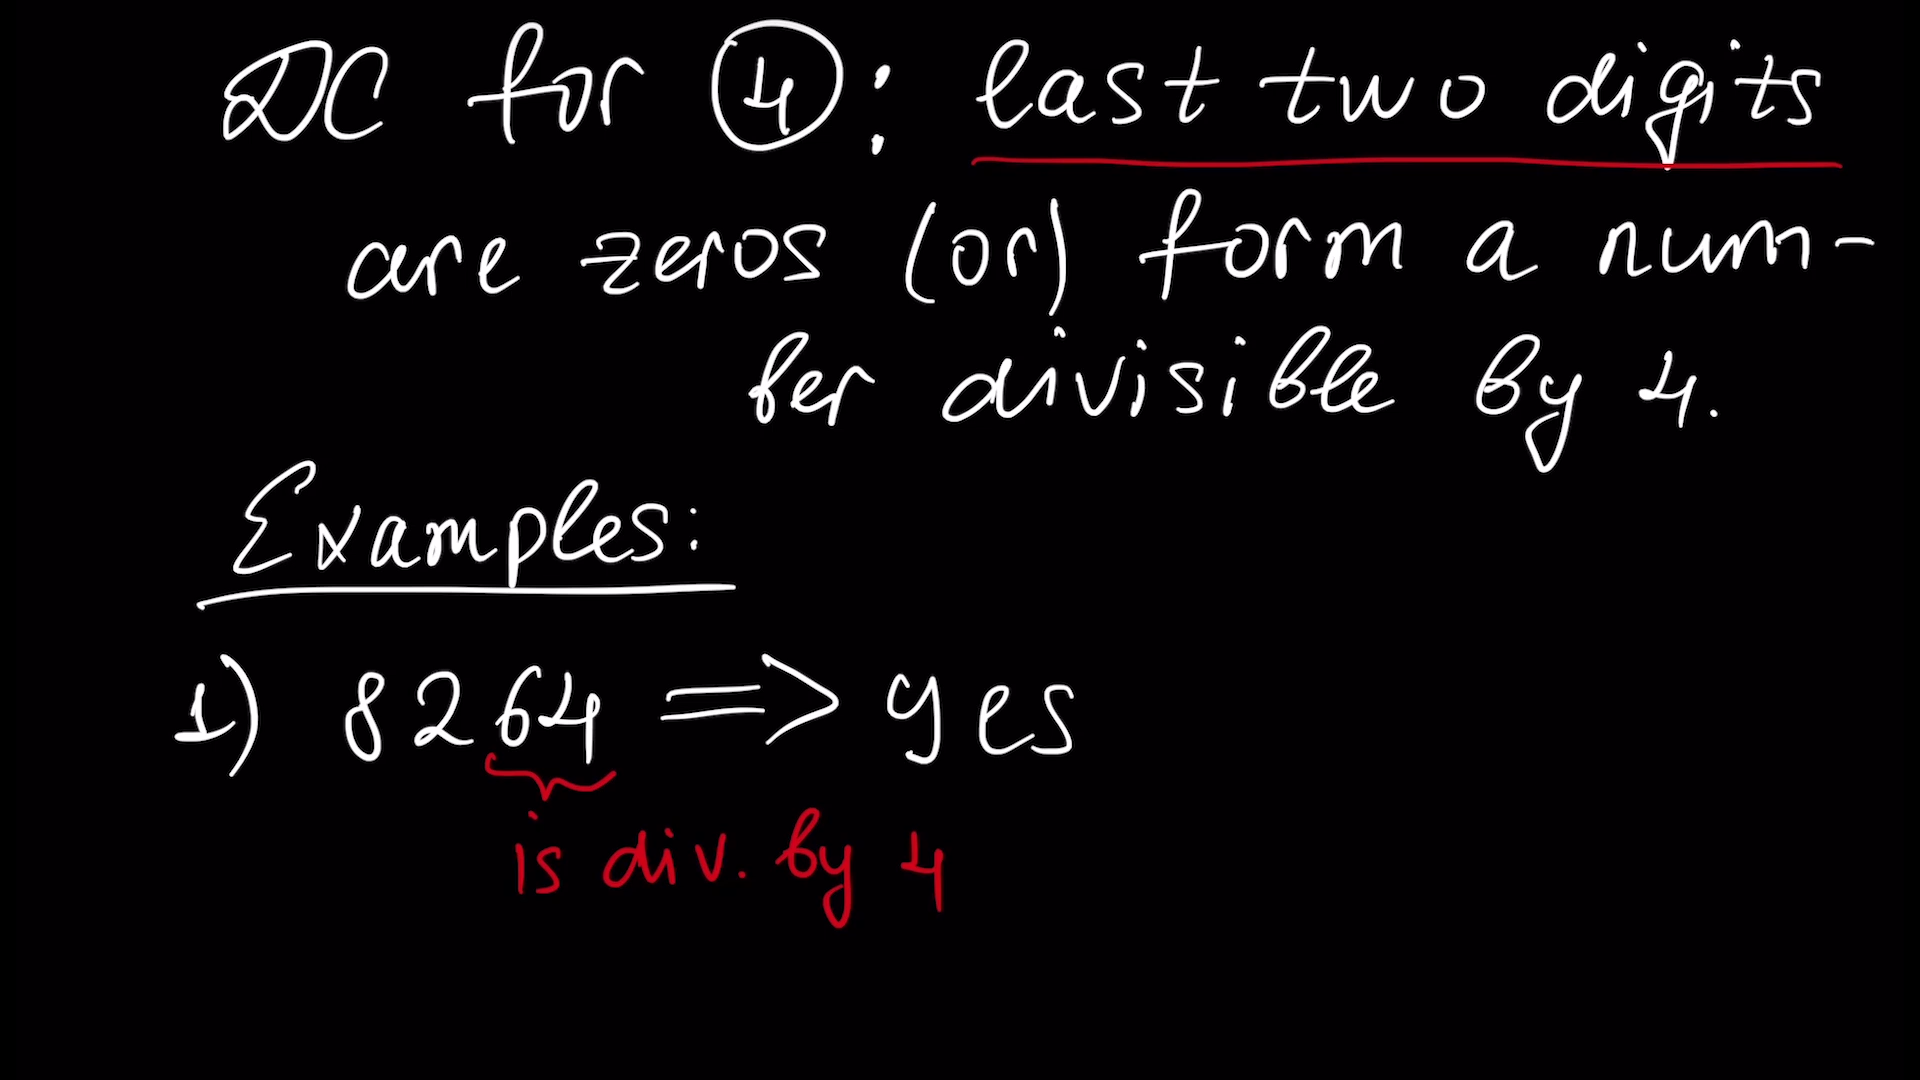 DC for 4: last two digits
are zeros (or) form a num-
ber divisible by 4.
Examples:
1) 8264 => yes
is div. by 4